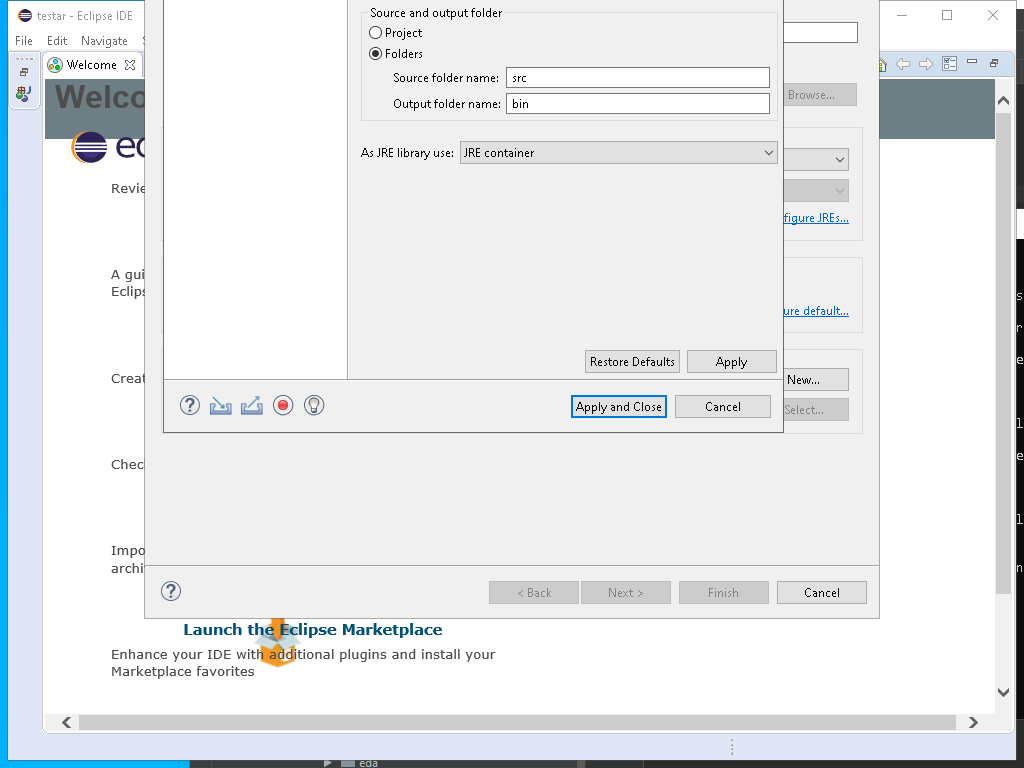 testar - Eclipse IDE
File Edit Navigate
Welcome
Welco
Revie
A gui
Eclips
Creat
Chec
Impo
archi
Source and output folder
Project
Folders
Source folder name: src
Output folder name: bin
As JRE library use: JRE container
Restore Defaults Apply
Apply and Close Cancel
Browse...
figure JREs...
ure default...
New...
Select...
< Back Next > Finish Cancel
Launch the Eclipse Marketplace
Enhance your IDE with additional plugins and install your
Marketplace favorites
eda